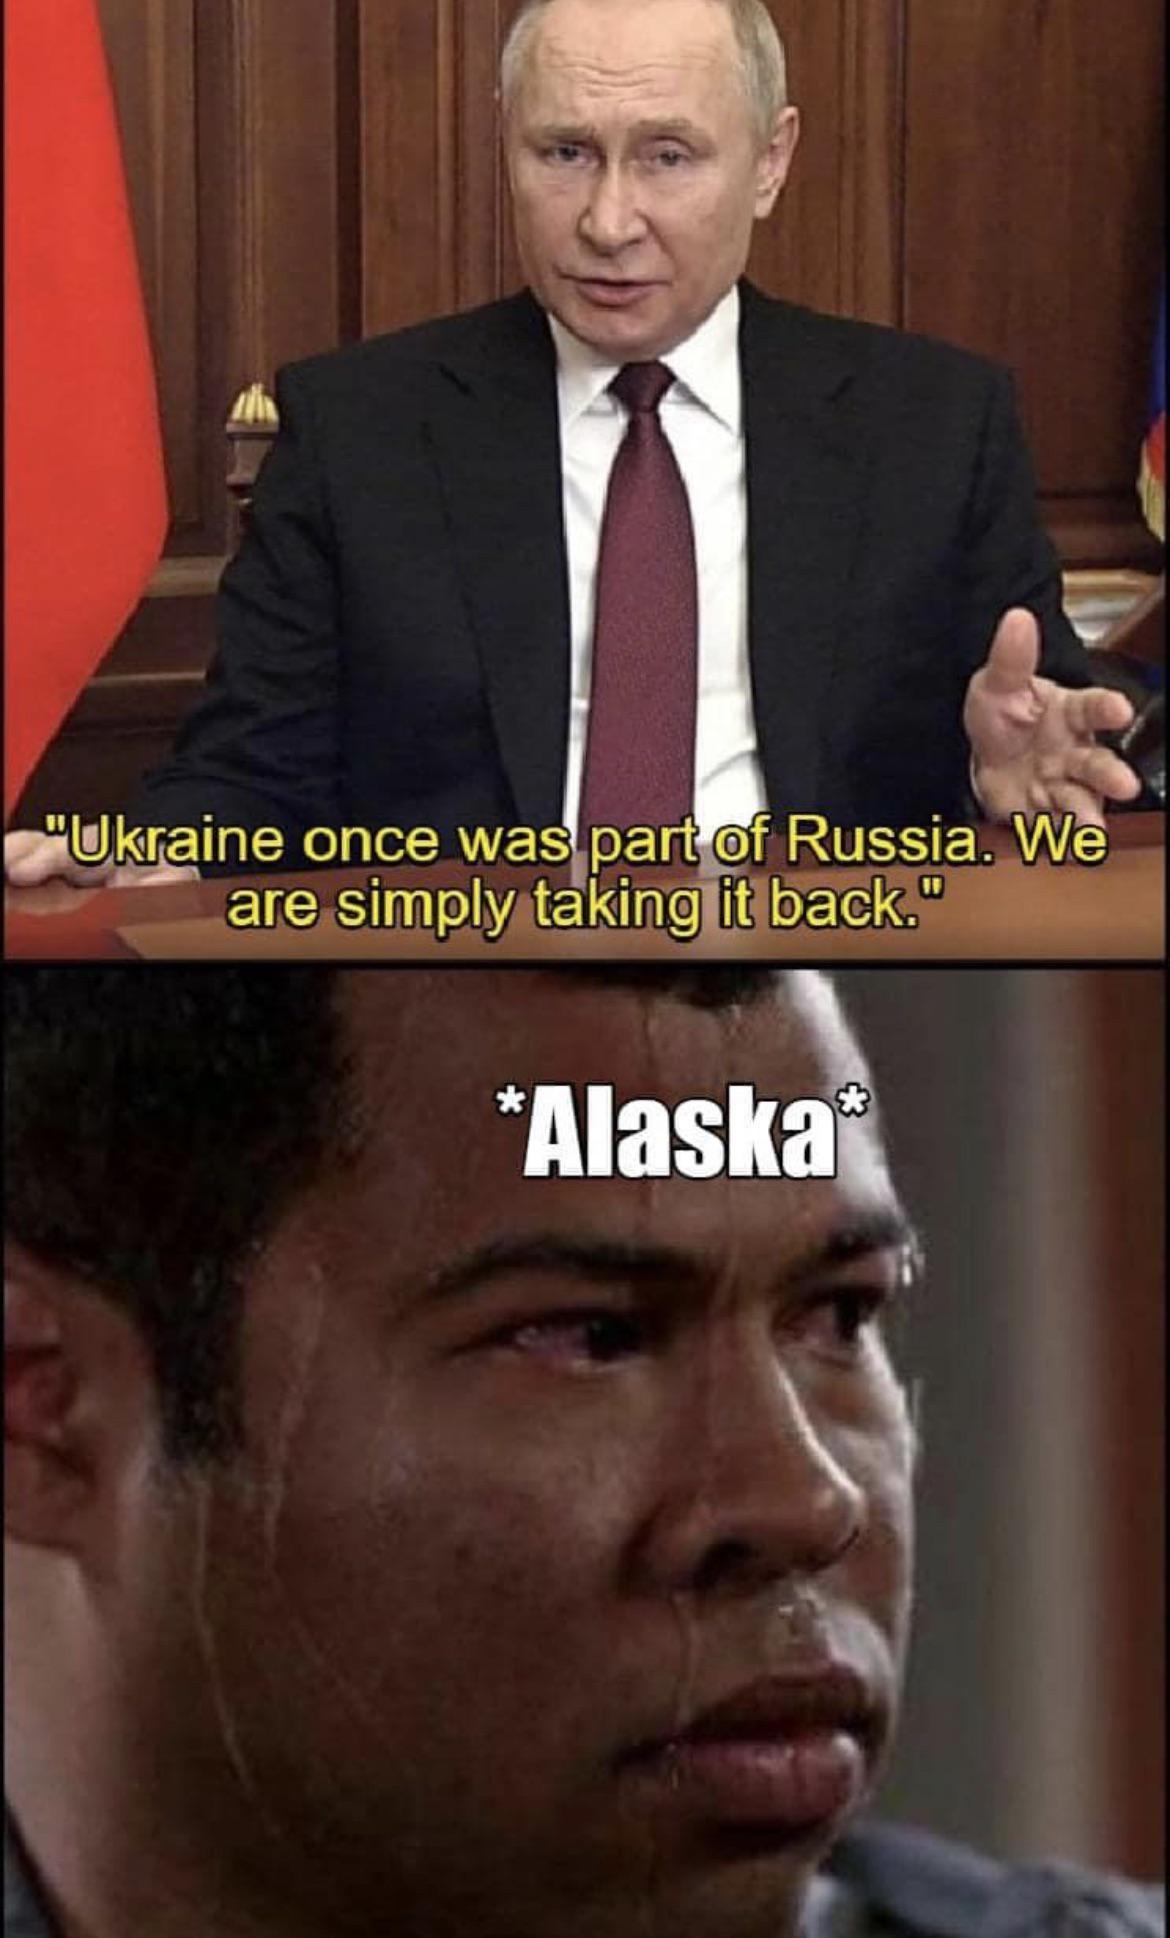 "Ukraine once was part of Russia. We
are simply taking it back."
*Alaska*